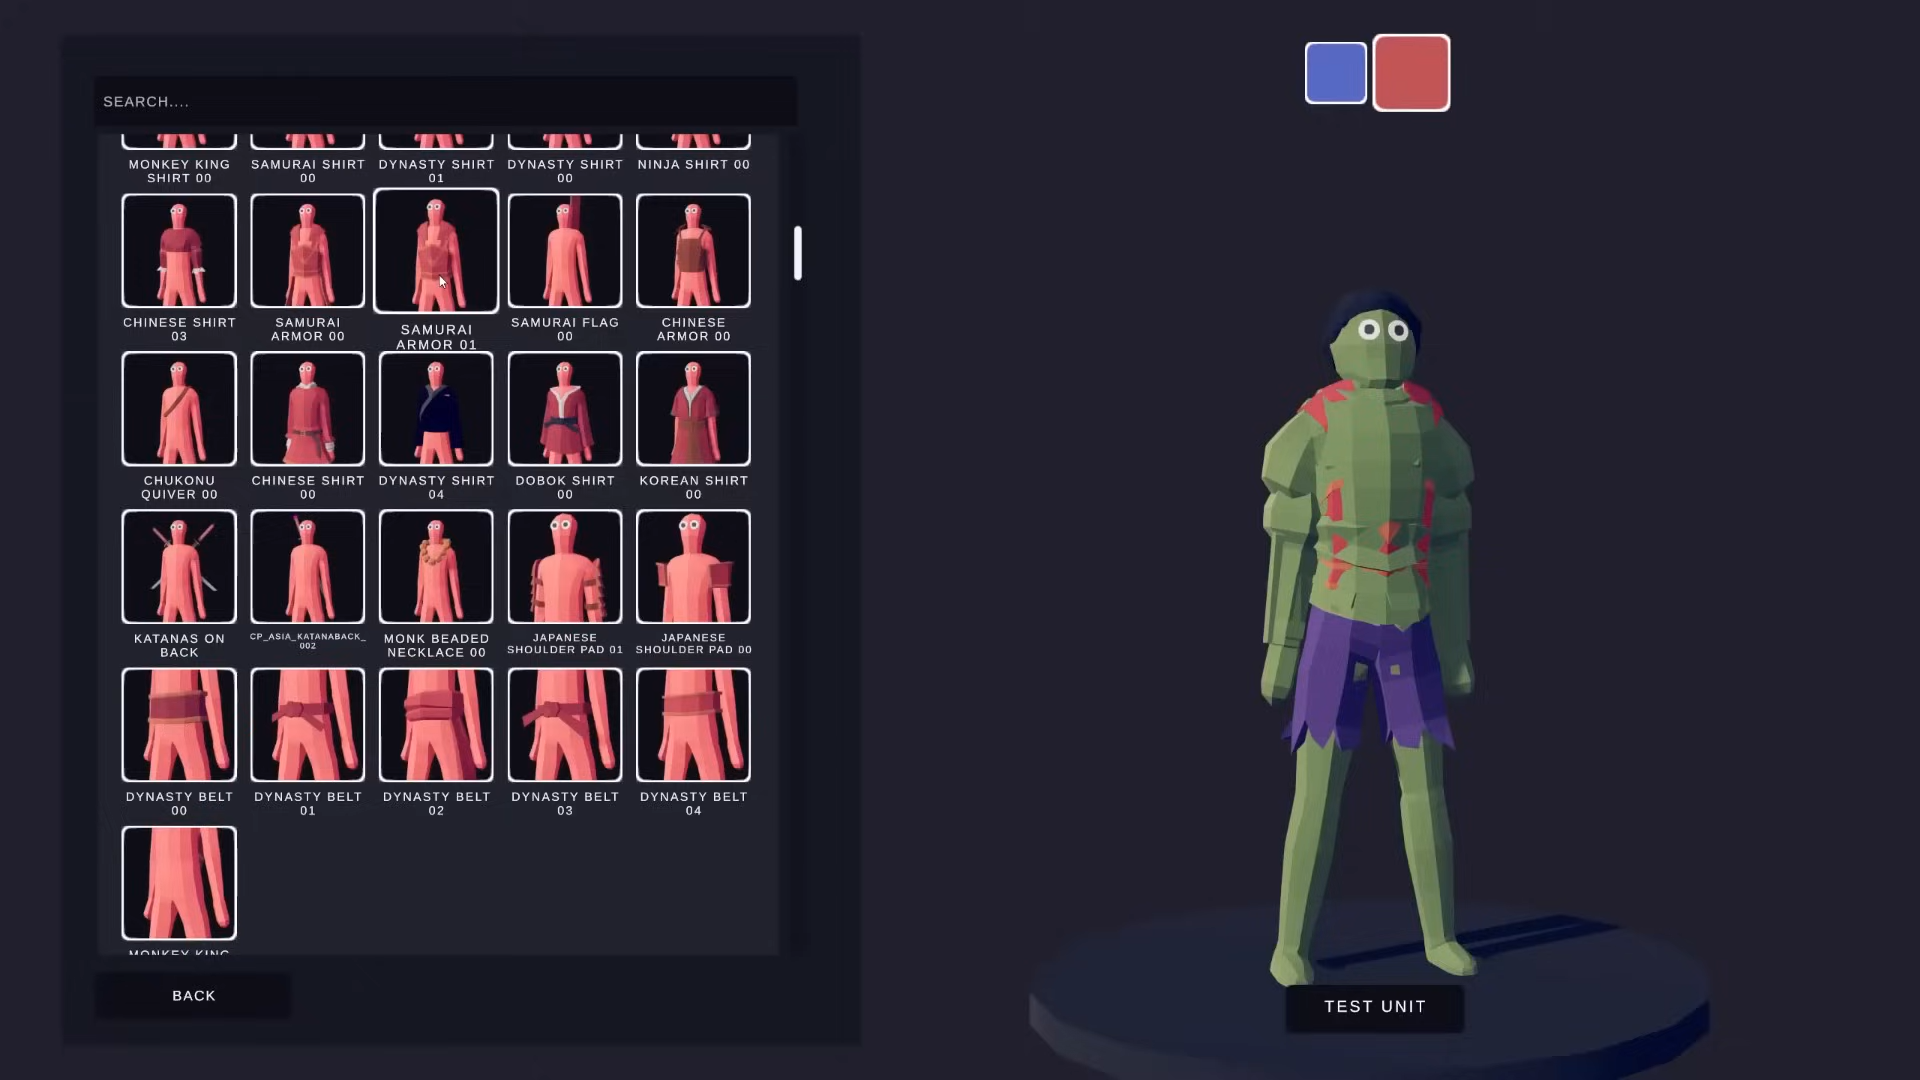 SEARCH....
MONKEY KING
SHIRT 00
SAMURAI SHIRT
00
DYNASTY SHIRT
01
DYNASTY SHIRT
00
NINJA SHIRT 00
CHINESE SHIRT
03
SAMURAI
ARMOR 00
SAMURAI
ARMOR 01
SAMURAI FLAG
00
CHINESE
ARMOR 00
CHUKONU
QUIVER 00
CHINESE SHIRT
00
DYNASTY SHIRT
04
DOBOK SHIRT
00
KOREAN SHIRT
00
KATANAS ON
BACK
CP_ASIA_KATANABACK_
002
MONK BEADED
NECKLACE 00
JAPANESE
SHOULDER PAD 01
JAPANESE
SHOULDER PAD 00
DYNASTY BELT
00
DYNASTY BELT
01
DYNASTY BELT
02
DYNASTY BELT
03
DYNASTY BELT
04
MONKEY KING
BACK
TEST UNIT